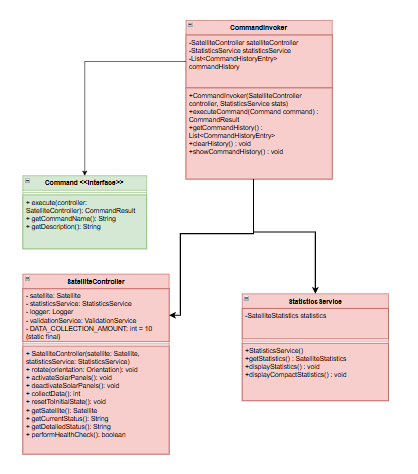 CommandInvoker
-SatelliteController satelliteController
-StatisticsService statisticsService
-List<CommandHistoryEntry>
commandHistory
+CommandInvoker(SatelliteController
controller, StatisticsService stats)
+executeCommand(Command command) :
CommandResult
+getCommandHistory() :
List<CommandHistoryEntry>
+clearHistory() : void
+showCommandHistory() : void
Command <<Interface>>
+ execute(controller:
SatelliteController): CommandResult
+ getCommandName(): String
+ getDescription(): String
SatelliteController
- satellite: Satellite
- statisticsService: StatisticsService
- logger: Logger
- validationService: ValidationService
- DATA_COLLECTION_AMOUNT: int = 10
{static final}
+ SatelliteController(satellite: Satellite,
statisticsService: StatisticsService)
+ rotate(orientation: Orientation): void
+ activateSolarPanels(): void
+ deactivateSolarPanels(): void
+ collectData(): int
+ resetToInitialState(): void
+ getSatellite(): Satellite
+ getCurrentStatus(): String
+ getDetailedStatus(): String
+ performHealthCheck(): boolean
StatisticsService
-SatelliteStatistics statistics
+StatisticsService()
+getStatistics() : SatelliteStatistics
+displayStatistics() : void
+displayCompactStatistics() : void